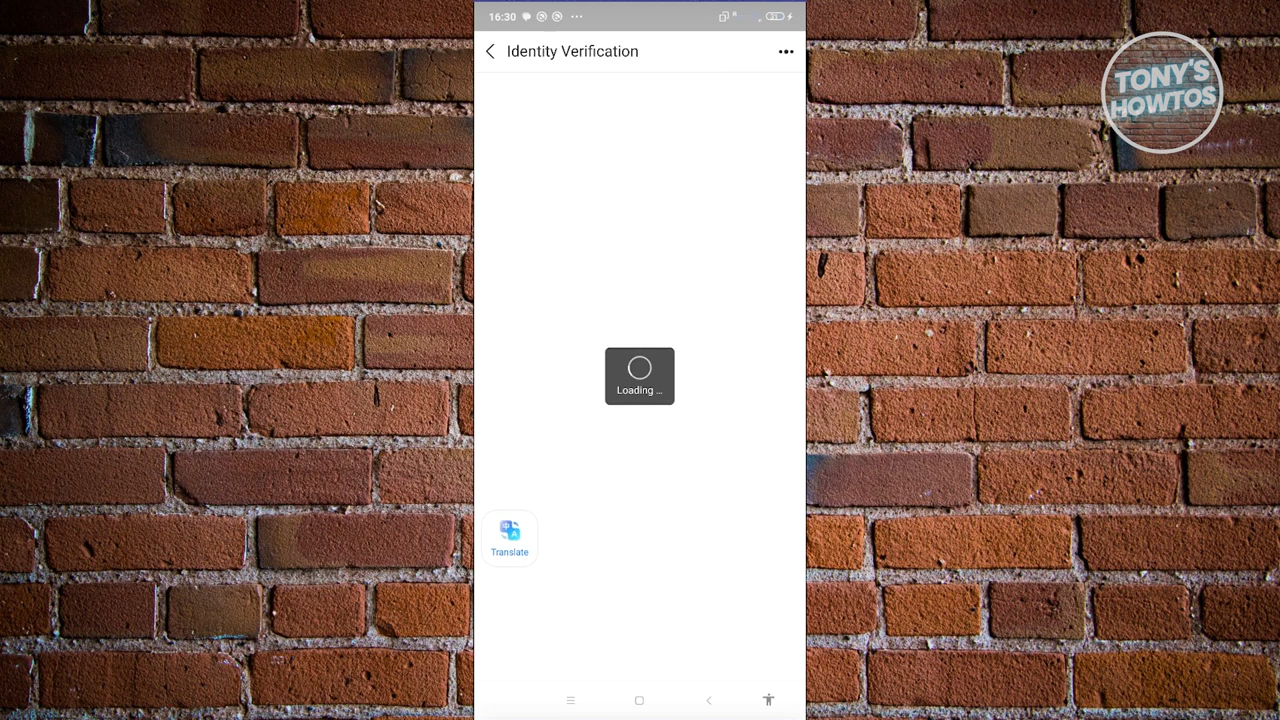 16:30
Identity Verification
TONY'S
HOWTOS
Loading ...
Translate